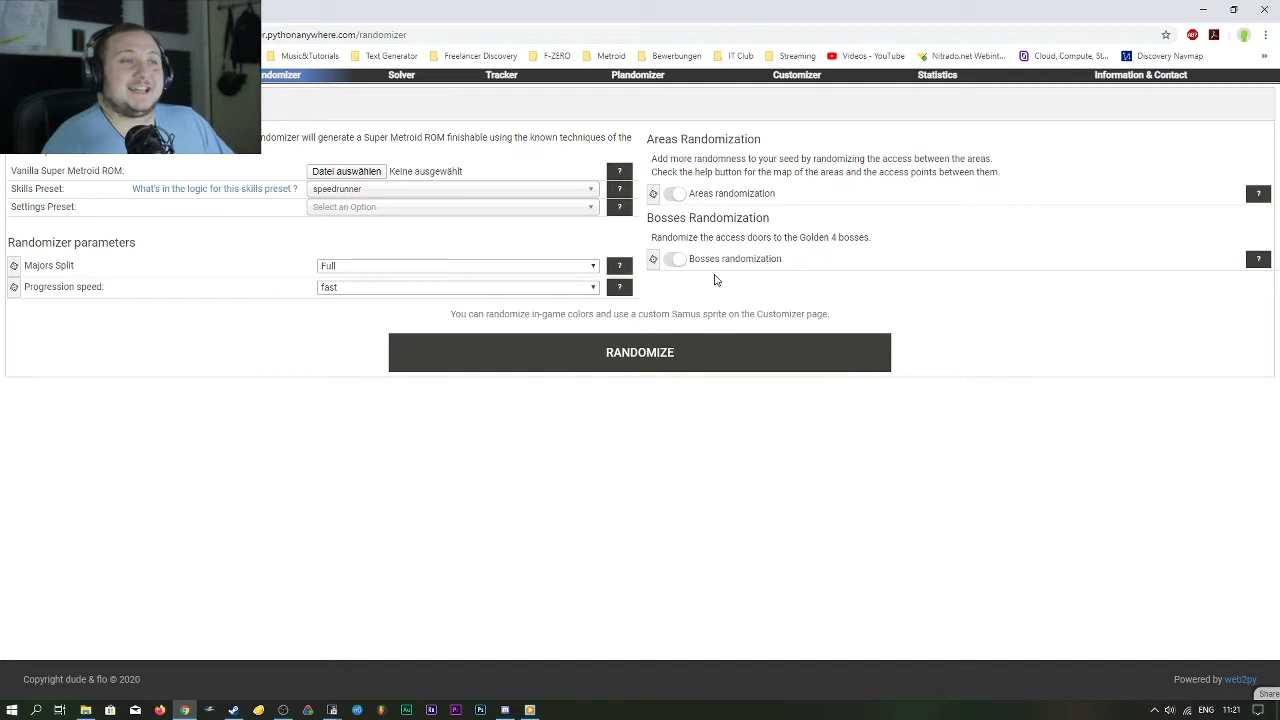 r.pythonanywhere.com/randomizer
Music&Tutorials Text Generator Freelancer Discovery F-ZERO Metroid Bewerbungen IT Club Streaming Videos - YouTube Nitrado.net Webint... Cloud, Compute, St... Discovery Navmap
ndomizer Solver Tracker Plandomizer Customizer Statistics Information & Contact
ndomizer will generate a Super Metroid ROM finishable using the known techniques of the
Vanilla Super Metroid ROM: Datei auswählen Keine ausgewählt ?
Skills Preset: What's in the logic for this skills preset ? speedrunner ?
Settings Preset: Select an Option ?
Randomizer parameters
Majors Split Full ?
Progression speed: fast ?
Areas Randomization
Add more randomness to your seed by randomizing the access between the areas.
Check the help button for the map of the areas and the access points between them.
Areas randomization ?
Bosses Randomization
Randomize the access doors to the Golden 4 bosses.
Bosses randomization ?
You can randomize in-game colors and use a custom Samus sprite on the Customizer page.
RANDOMIZE
Copyright dude & flo © 2020 Powered by web2py
Share
ENG 11:21